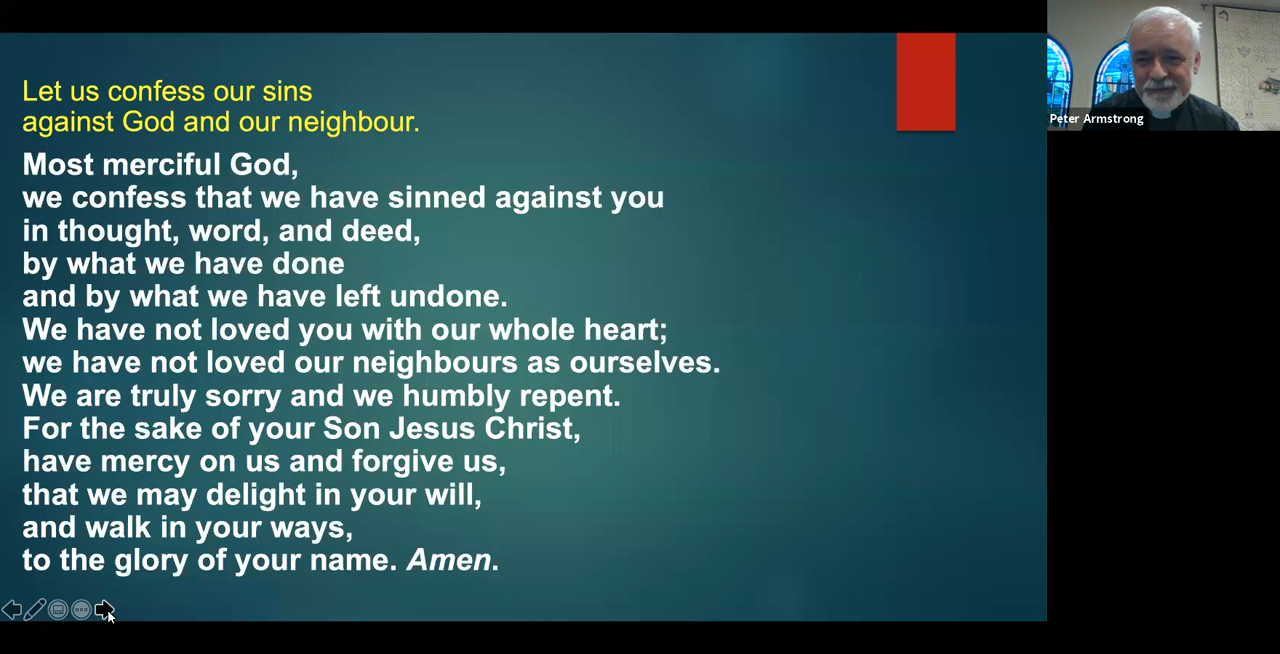 Let us confess our sins
against God and our neighbour.
Most merciful God,
we confess that we have sinned against you
in thought, word, and deed,
by what we have done
and by what we have left undone.
We have not loved you with our whole heart;
we have not loved our neighbours as ourselves.
We are truly sorry and we humbly repent.
For the sake of your Son Jesus Christ,
have mercy on us and forgive us,
that we may delight in your will,
and walk in your ways,
to the glory of your name. Amen.
Peter Armstrong